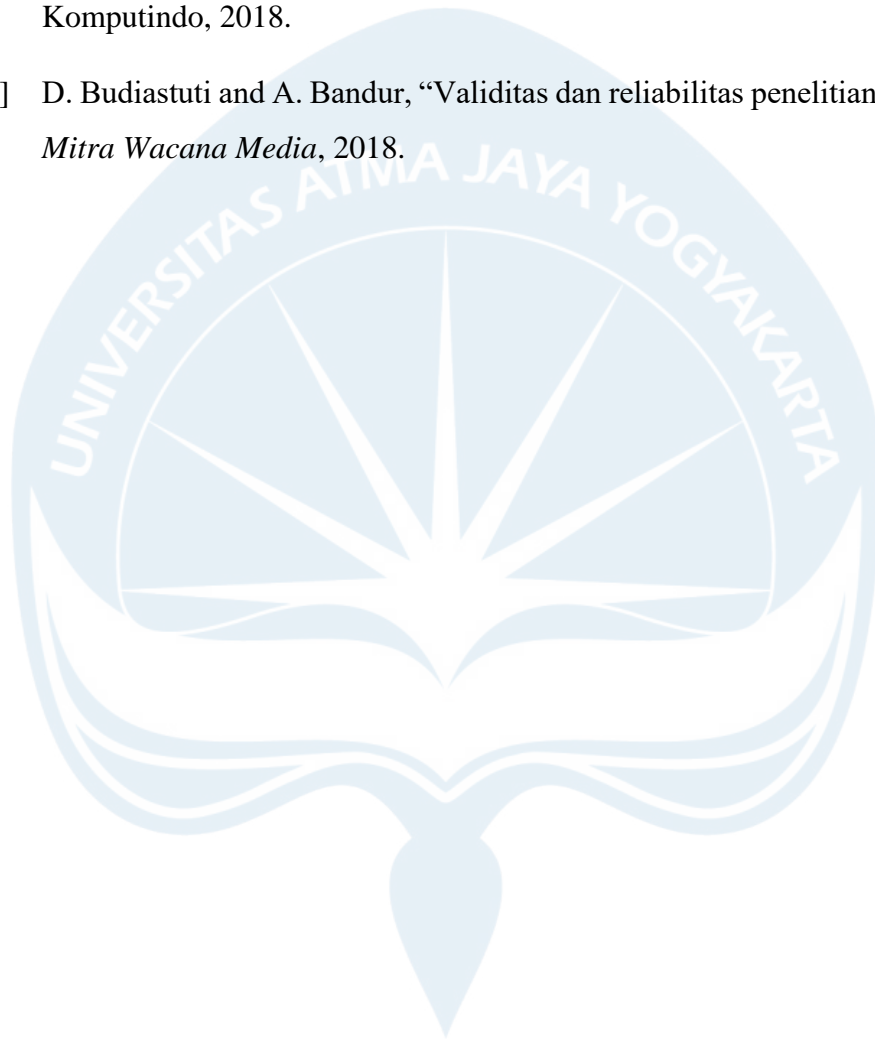 Komputindo, 2018.
] D. Budiastuti and A. Bandur, “Validitas dan reliabilitas penelitian
Mitra Wacana Media, 2018.
UNIVERSITAS ATMA JAYA YOGYAKARTA